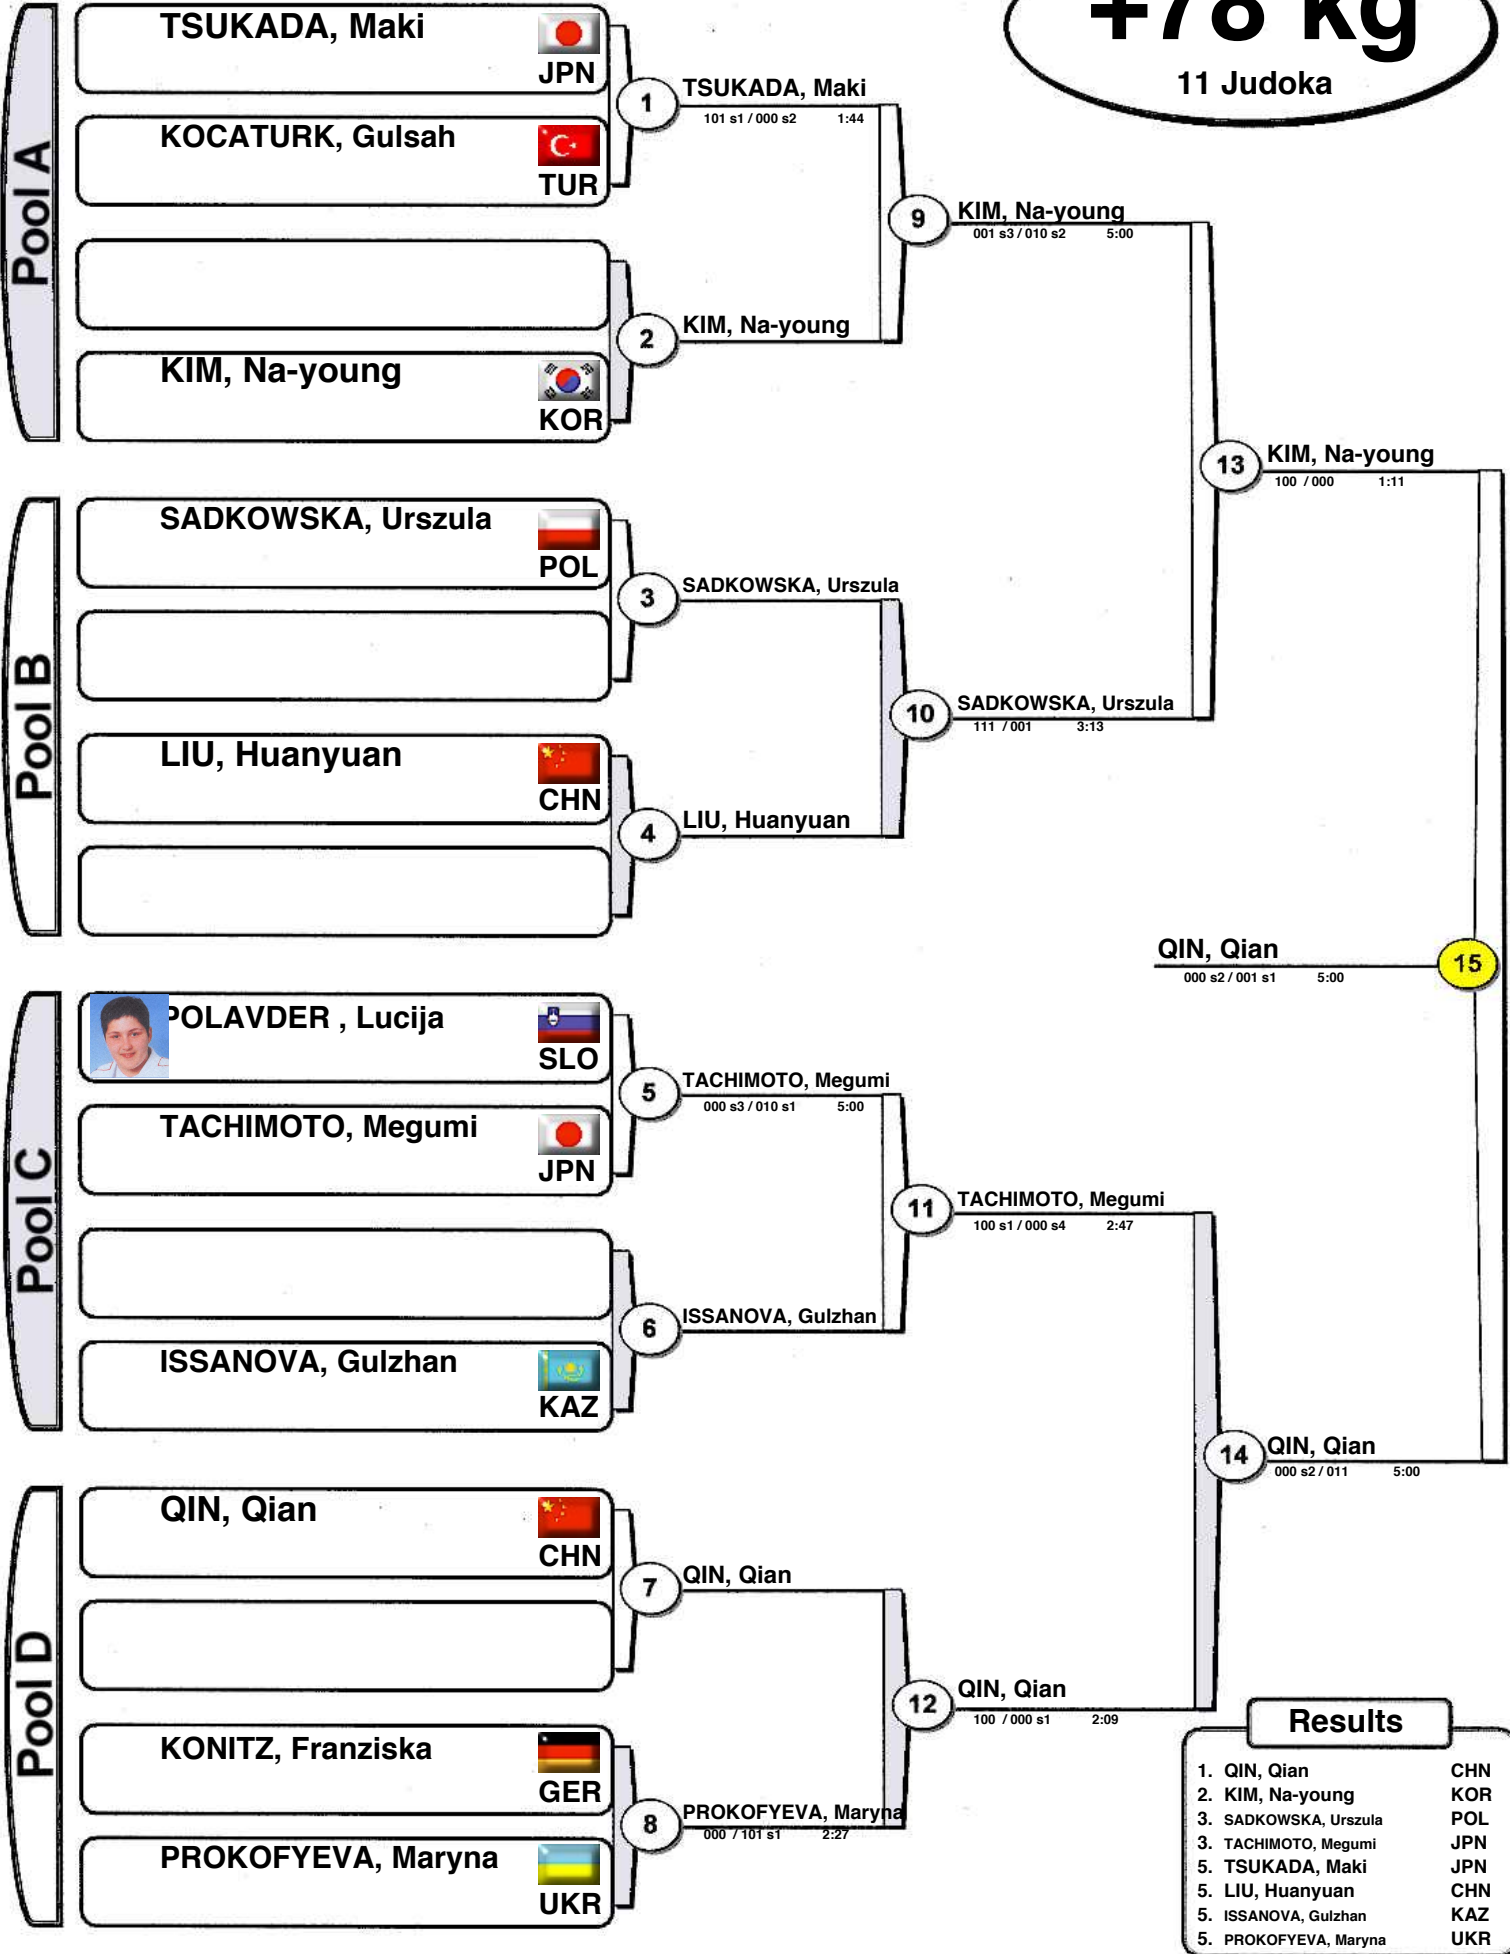 +78 kg
11 Judoka
Pool A
TSUKADA, Maki
JPN
KOCATURK, Gulsah
TUR
KIM, Na-young
KOR
1
TSUKADA, Maki
101 s1 / 000 s2 1:44
2
KIM, Na-young
9
KIM, Na-young
001 s3 / 010 s2 5:00
Pool B
SADKOWSKA, Urszula
POL
LIU, Huanyuan
CHN
3
SADKOWSKA, Urszula
4
LIU, Huanyuan
10
SADKOWSKA, Urszula
111 / 001 3:13
13
KIM, Na-young
100 / 000 1:11
QIN, Qian
000 s2 / 001 s1 5:00
15
Pool C
POLAVDER , Lucija
SLO
TACHIMOTO, Megumi
JPN
ISSANOVA, Gulzhan
KAZ
5
TACHIMOTO, Megumi
000 s3 / 010 s1 5:00
6
ISSANOVA, Gulzhan
11
TACHIMOTO, Megumi
100 s1 / 000 s4 2:47
14
QIN, Qian
000 s2 / 011 5:00
Pool D
QIN, Qian
CHN
KONITZ, Franziska
GER
PROKOFYEVA, Maryna
UKR
7
QIN, Qian
8
PROKOFYEVA, Maryna
000 / 101 s1 2:27
12
QIN, Qian
100 / 000 s1 2:09
Results
1. QIN, Qian CHN
2. KIM, Na-young KOR
3. SADKOWSKA, Urszula POL
3. TACHIMOTO, Megumi JPN
5. TSUKADA, Maki JPN
5. LIU, Huanyuan CHN
5. ISSANOVA, Gulzhan KAZ
5. PROKOFYEVA, Maryna UKR